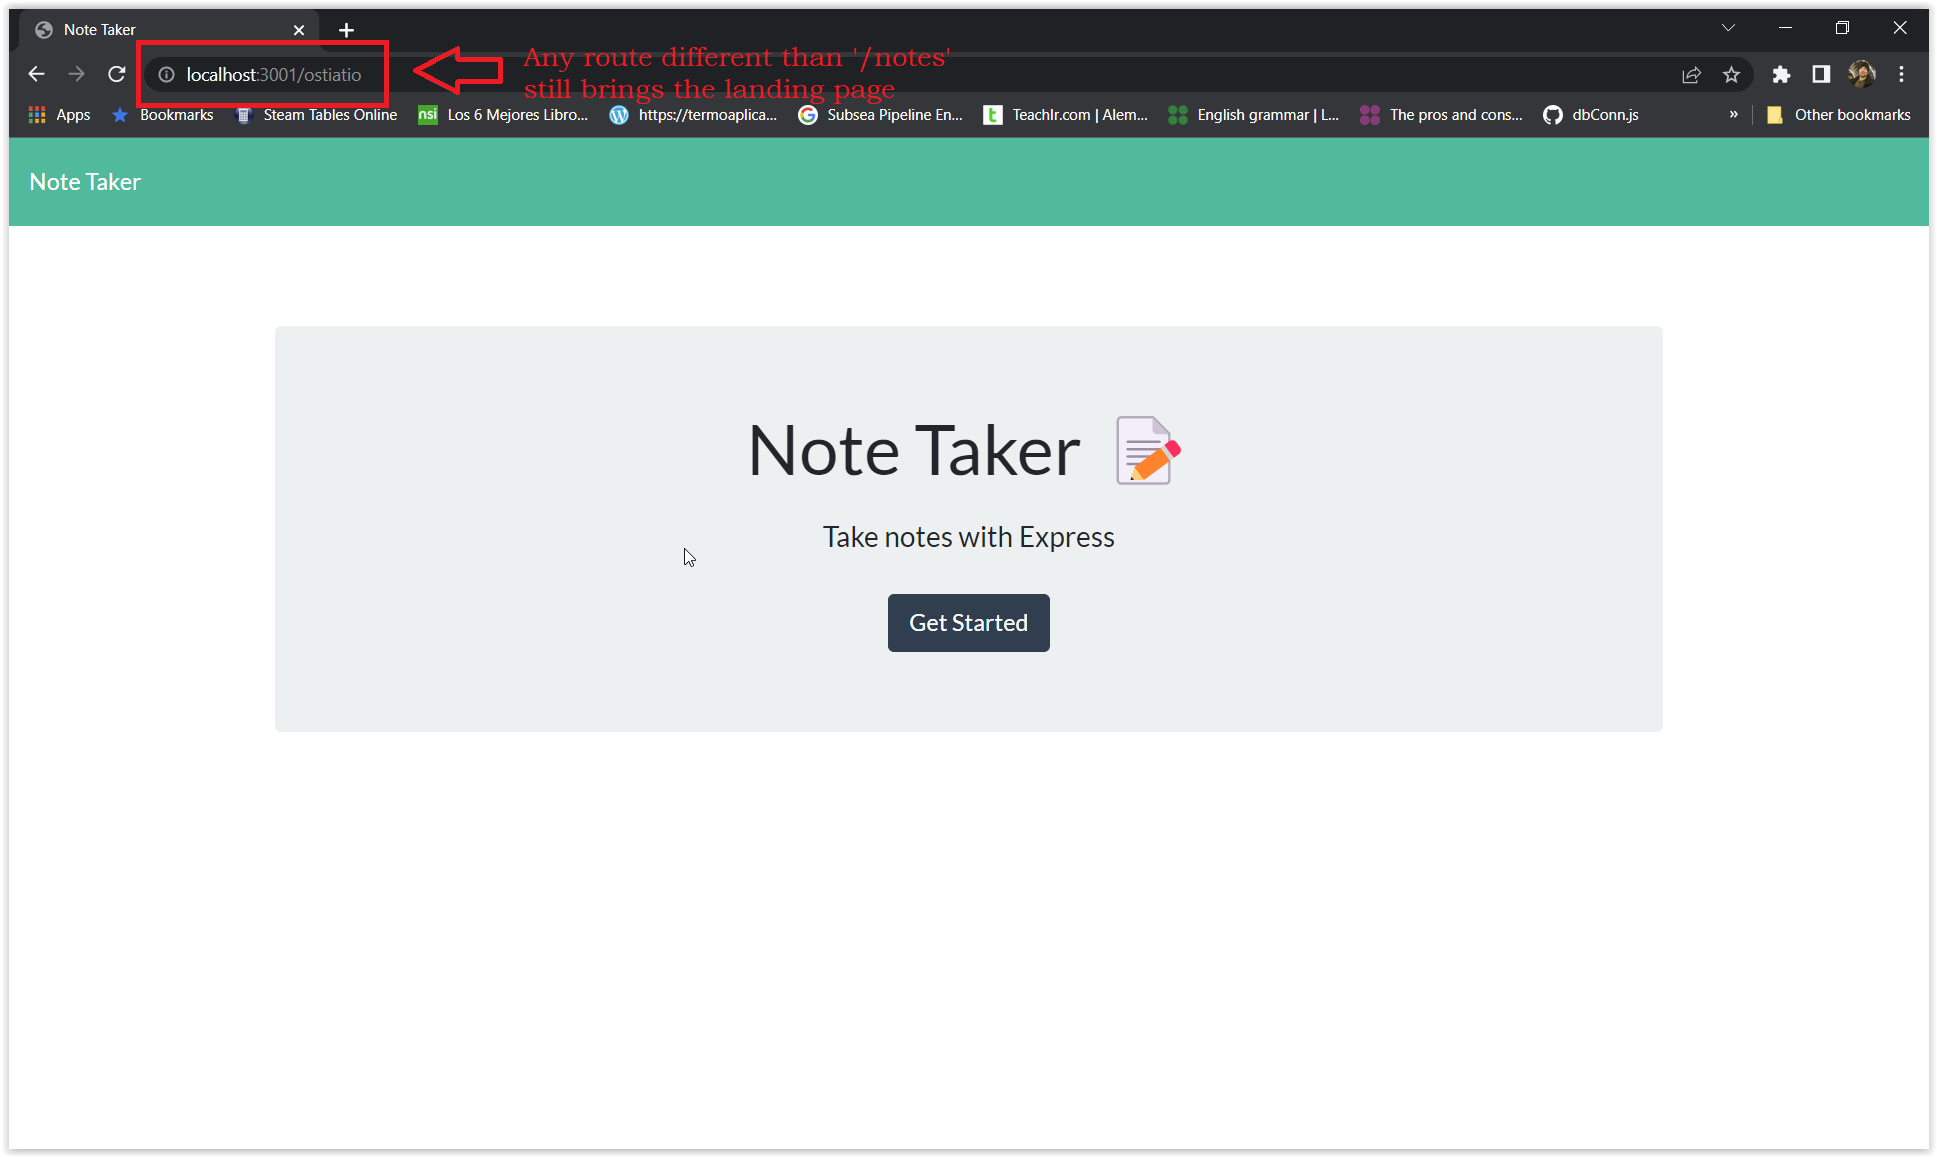 Note Taker
localhost:3001/ostiatio
Any route different than '/notes'
still brings the landing page
Apps
Bookmarks
Steam Tables Online
nsi
Los 6 Mejores Libro...
https://termoaplica...
Subsea Pipeline En...
t
Teachlr.com | Alem...
English grammar | L...
The pros and cons...
dbConn.js
»
Other bookmarks
Note Taker
Note Taker
Take notes with Express
Get Started